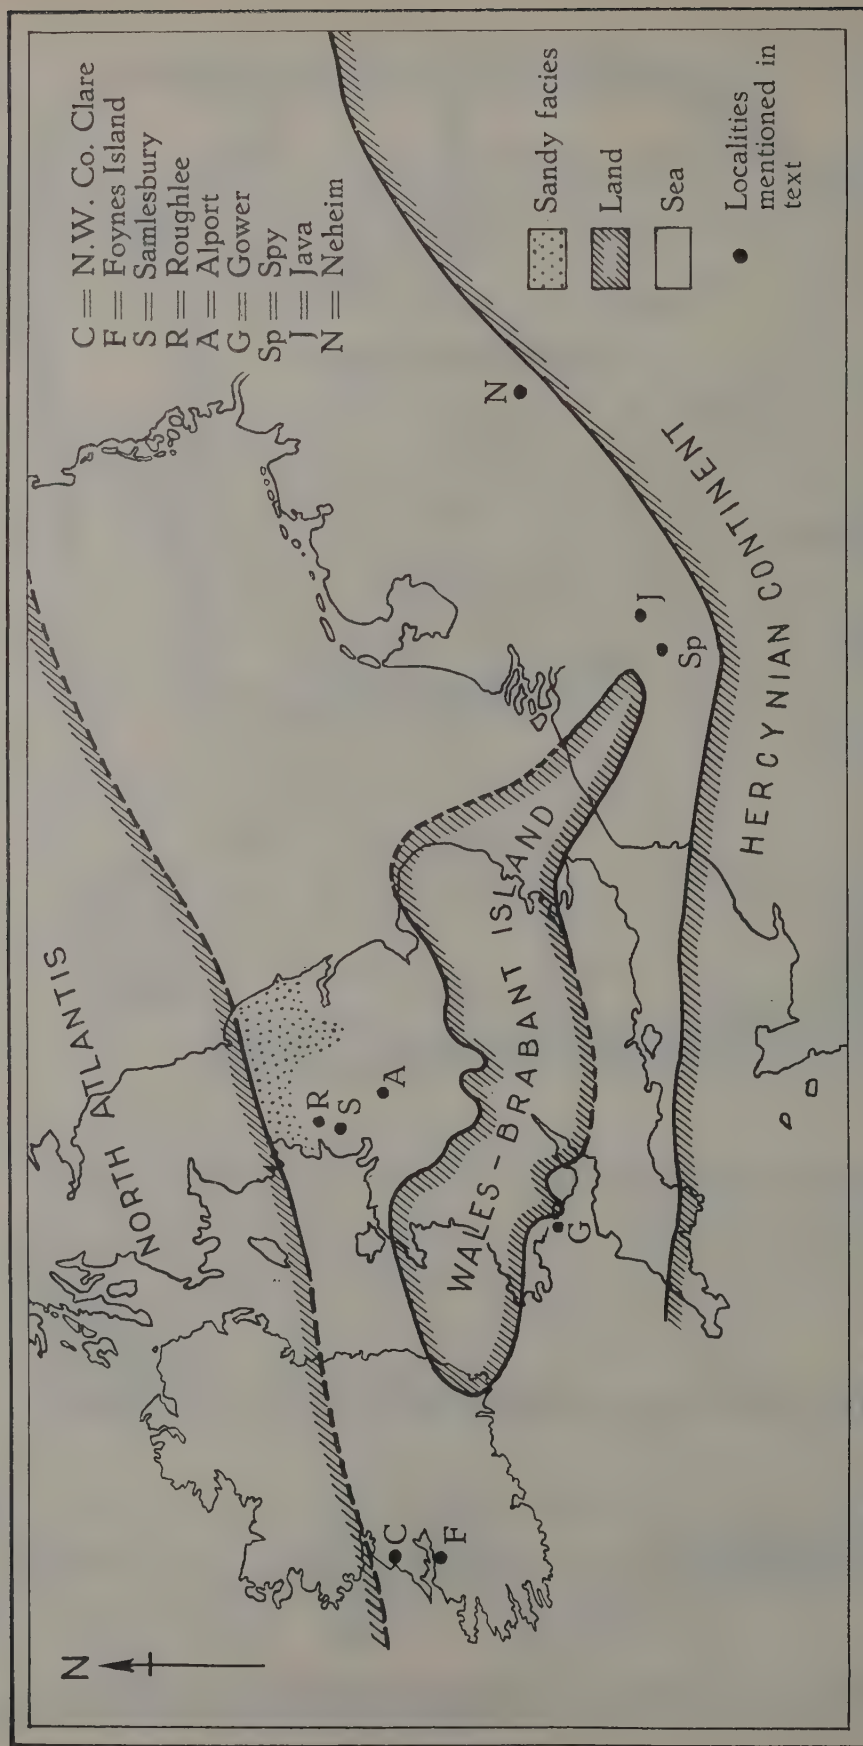 C = N.W. Co. Clare
F = Foynes Island
S = Samlesbury
R = Roughlee
A = Alport
G = Gower
Sp = Spy
J = Java
N = Neheim
NORTH ATLANTIS
WALES-BRABANT ISLAND
HERCYNIAN CONTINENT
N
C
F
R
S
A
G
Sp
J
N
Sandy facies
Land
Sea
Localities
mentioned in
text